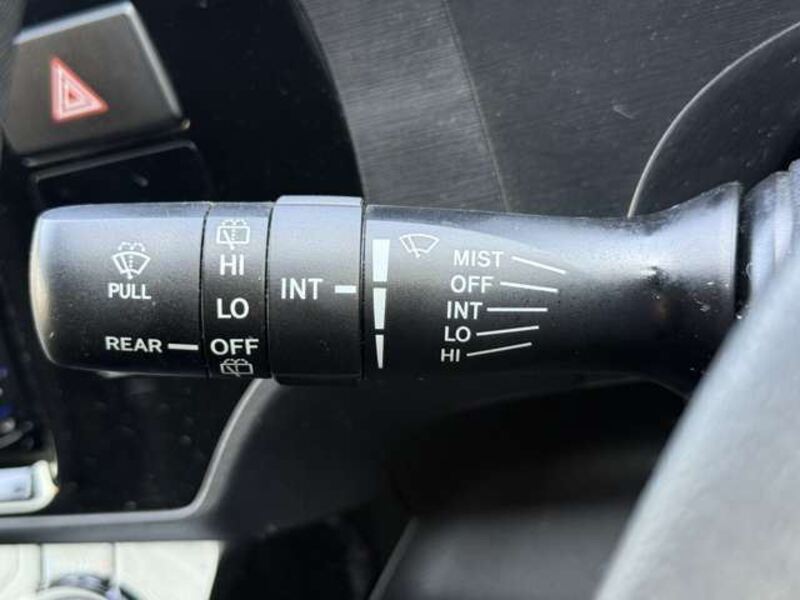 PULL
REAR
HI
LO
OFF
INT
MIST
OFF
INT
LO
HI